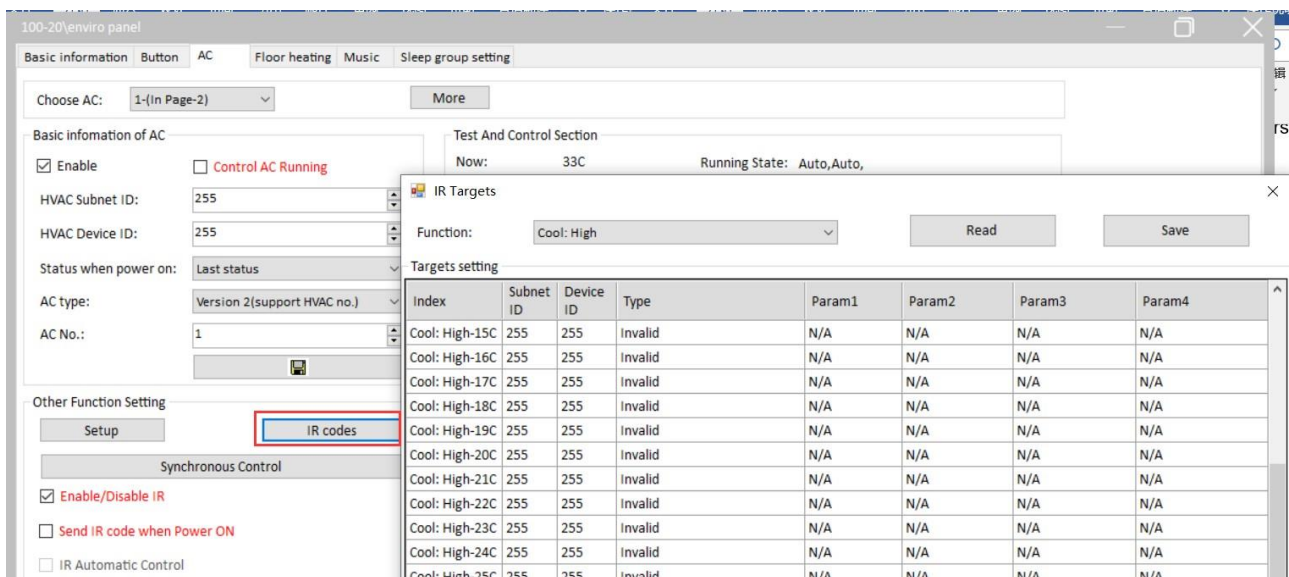 100-20\enviro panel
Basic information Button AC Floor heating Music Sleep group setting
Choose AC: 1-(In Page-2) More
Basic infomation of AC
Enable Control AC Running
HVAC Subnet ID: 255
HVAC Device ID: 255
Status when power on: Last status
AC type: Version 2(support HVAC no.)
AC No.: 1
Other Function Setting
Setup IR codes
Synchronous Control
Enable/Disable IR
Send IR code when Power ON
IR Automatic Control
Test And Control Section
Now: 33C Running State: Auto,Auto,
IR Targets
Function: Cool: High Read Save
Targets setting
Index Subnet ID Device ID Type Param1 Param2 Param3 Param4
Cool: High-15C 255 255 Invalid N/A N/A N/A N/A
Cool: High-16C 255 255 Invalid N/A N/A N/A N/A
Cool: High-17C 255 255 Invalid N/A N/A N/A N/A
Cool: High-18C 255 255 Invalid N/A N/A N/A N/A
Cool: High-19C 255 255 Invalid N/A N/A N/A N/A
Cool: High-20C 255 255 Invalid N/A N/A N/A N/A
Cool: High-21C 255 255 Invalid N/A N/A N/A N/A
Cool: High-22C 255 255 Invalid N/A N/A N/A N/A
Cool: High-23C 255 255 Invalid N/A N/A N/A N/A
Cool: High-24C 255 255 Invalid N/A N/A N/A N/A
Cool: High-25C 255 255 Invalid N/A N/A N/A N/A